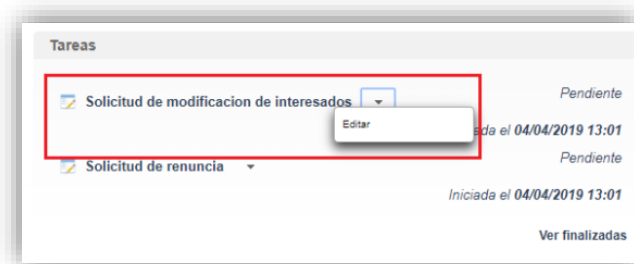 Tareas
Solicitud de modificacion de interesados
Pendiente
Editar
el 04/04/2019 13:01
Solicitud de renuncia
Pendiente
Iniciada el 04/04/2019 13:01
Ver finalizadas